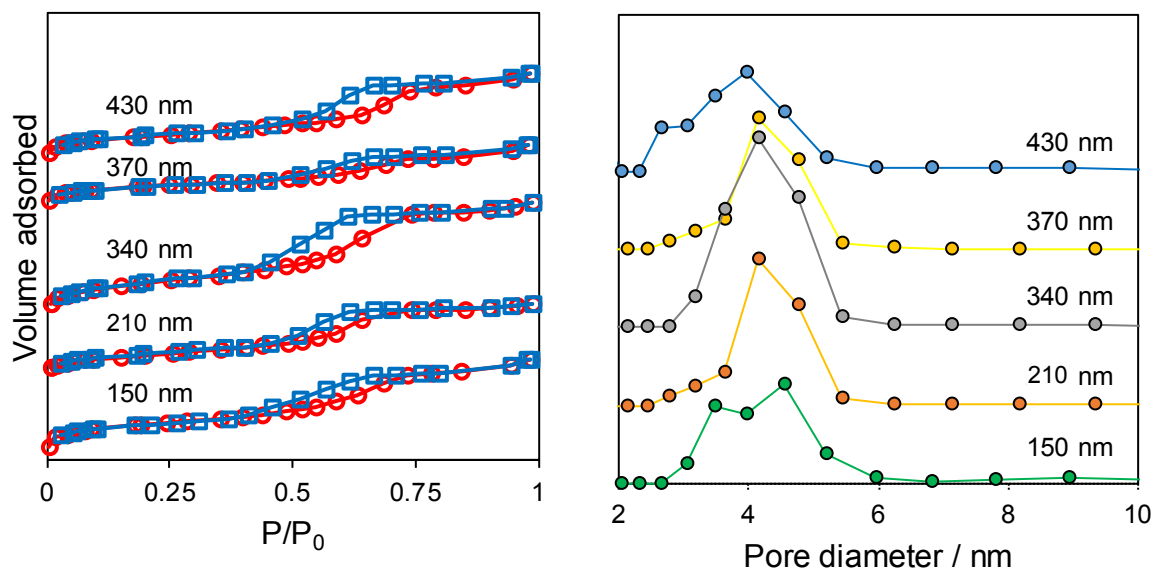 Volume adsorbed
430 nm
370 nm
340 nm
210 nm
150 nm
0
0.25
0.5
0.75
1
P/P0
430 nm
370 nm
340 nm
210 nm
150 nm
2
4
6
8
10
Pore diameter / nm